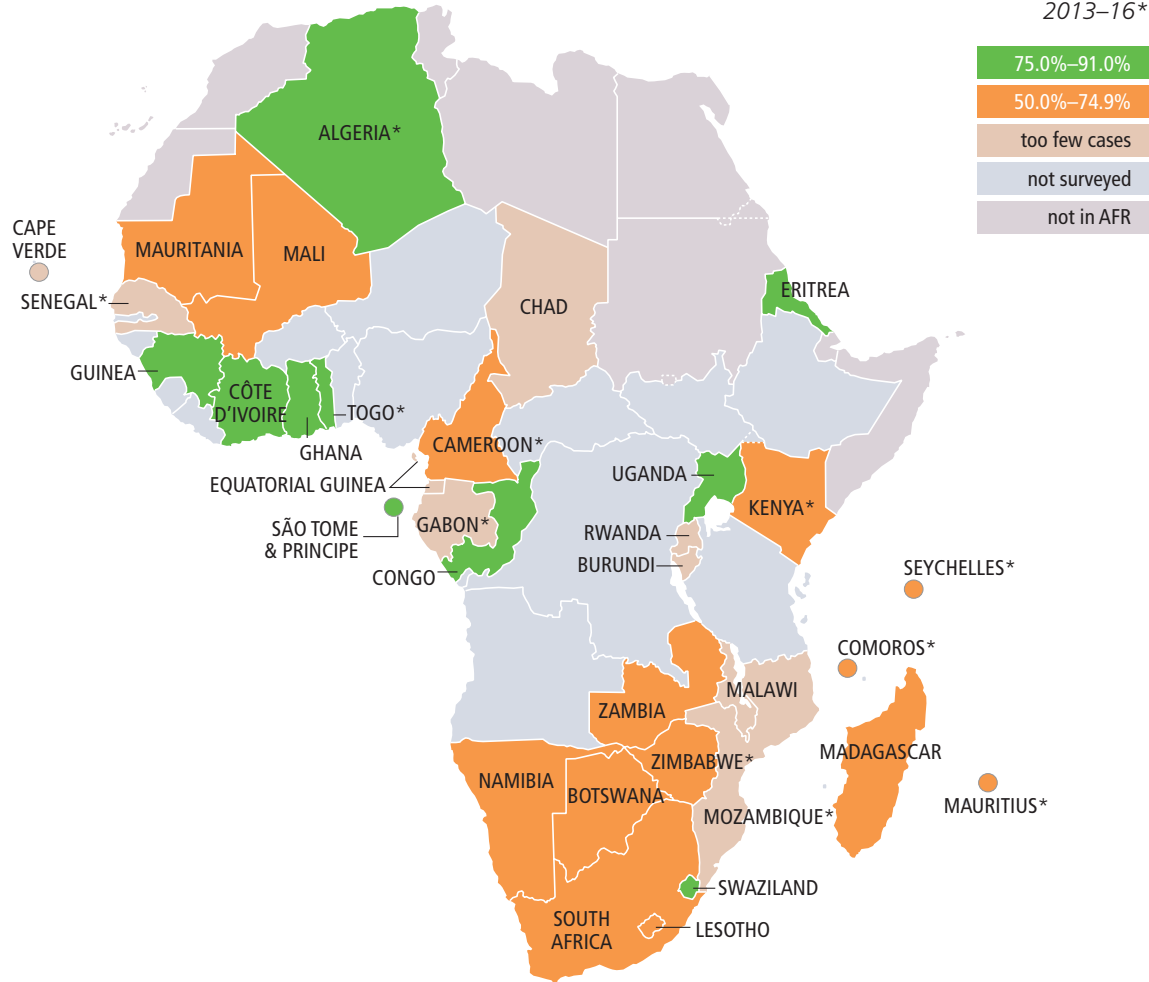 2013–16*
75.0%–91.0%
50.0%–74.9%
too few cases
not surveyed
not in AFR
ALGERIA*
CAPE
VERDE
MAURITANIA
MALI
SENEGAL*
CHAD
ERITREA
GUINEA
CÔTE
D'IVOIRE
TOGO*
GHANA
CAMEROON*
EQUATORIAL GUINEA
UGANDA
KENYA*
SÃO TOME
& PRINCIPE
GABON*
RWANDA
BURUNDI
CONGO
SEYCHELLES*
COMOROS*
MALAWI
ZAMBIA
MADAGASCAR
ZIMBABWE*
NAMIBIA
BOTSWANA
MAURITIUS*
MOZAMBIQUE*
SWAZILAND
SOUTH
AFRICA
LESOTHO